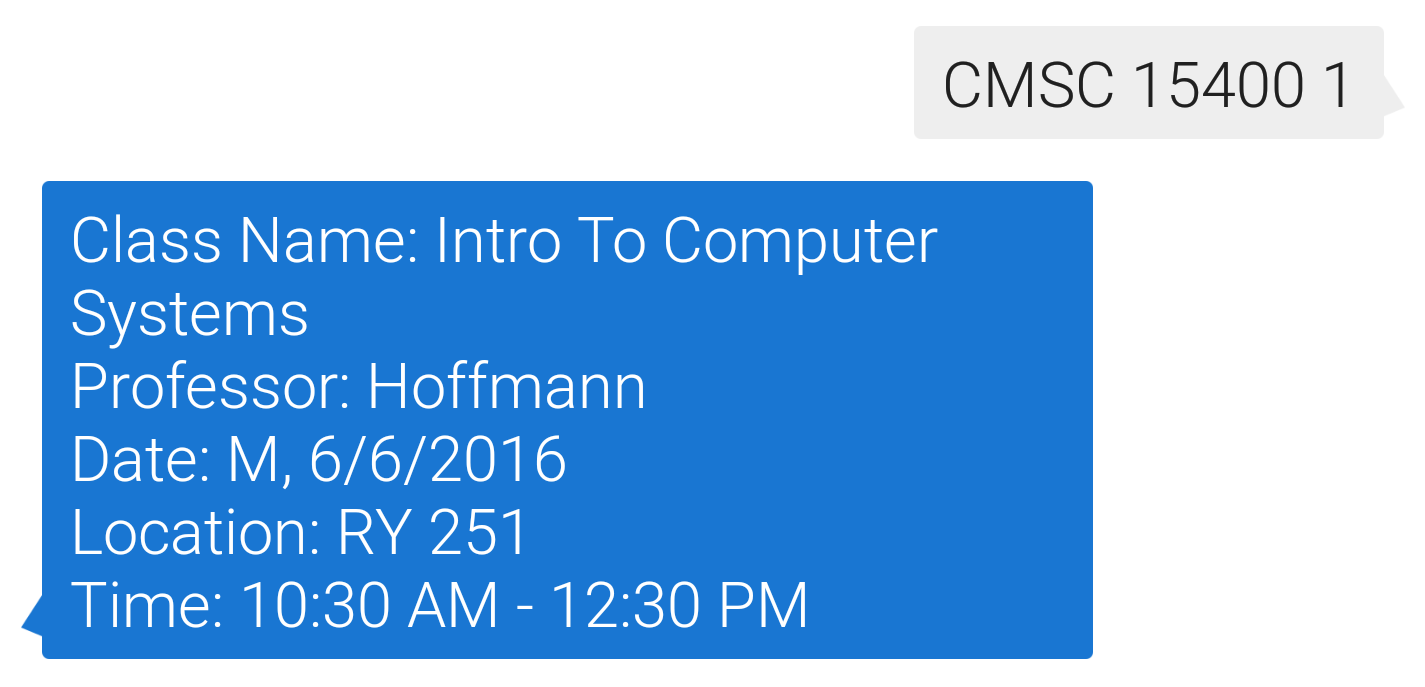 CMSC 15400 1
Class Name: Intro To Computer
Systems
Professor: Hoffmann
Date: M, 6/6/2016
Location: RY 251
Time: 10:30 AM - 12:30 PM